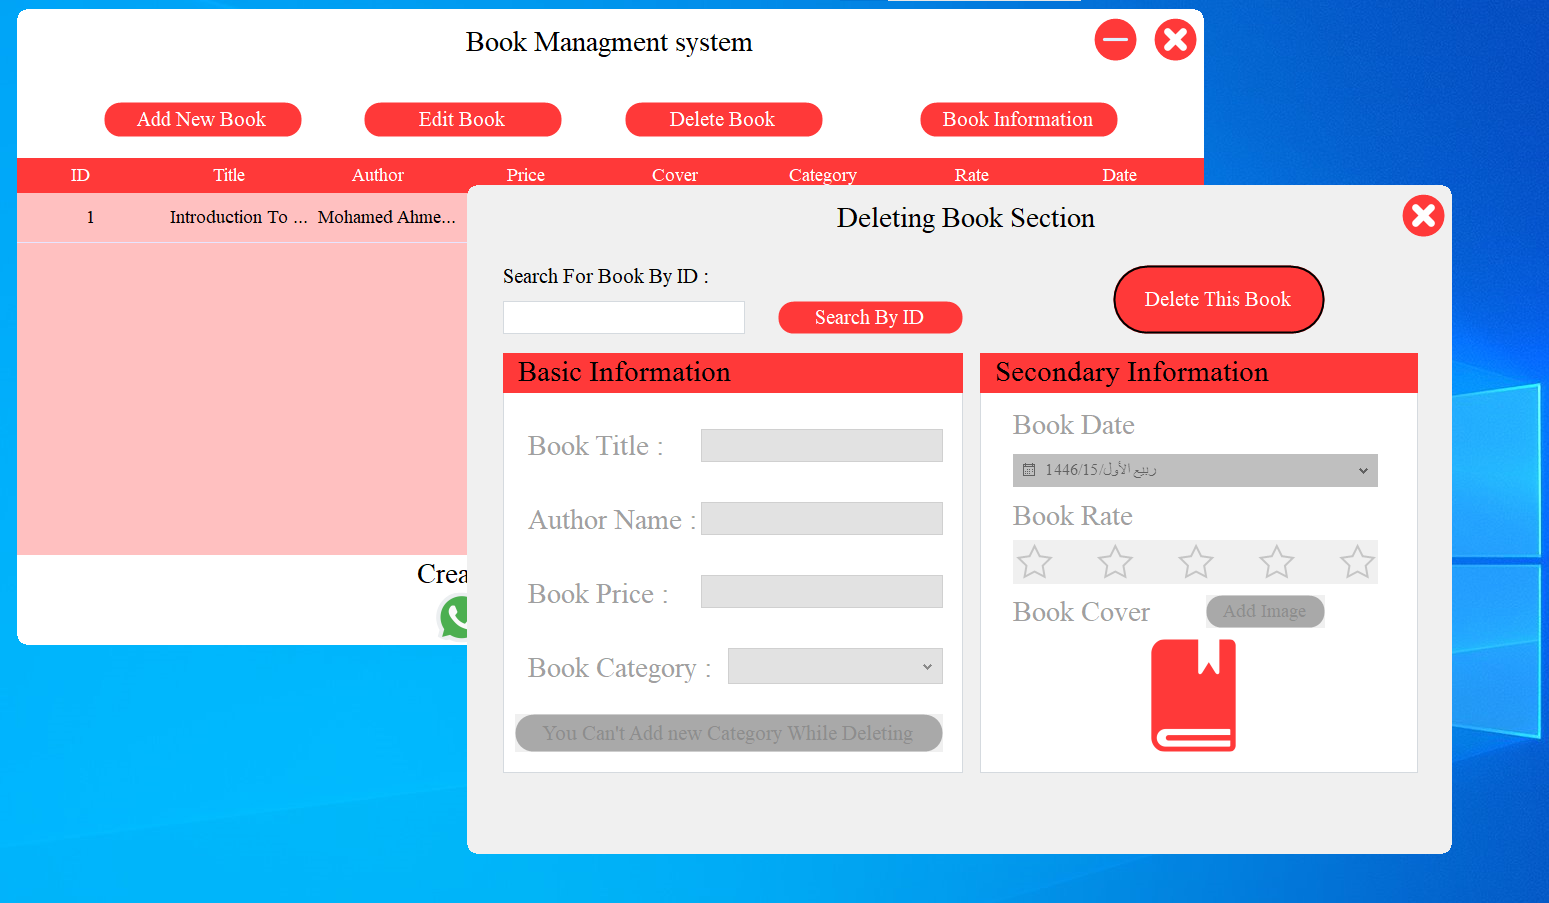 Book Managment system
Add New Book
Edit Book
Delete Book
Book Information
ID Title Author Price Cover Category Rate Date
1 Introduction To ... Mohamed Ahme...
Crea
Deleting Book Section
Search For Book By ID :
Search By ID
Delete This Book
Basic Information
Book Title :
Author Name :
Book Price :
Book Category :
You Can't Add new Category While Deleting
Secondary Information
Book Date
1446/15/ربيع الأول
Book Rate
Book Cover
Add Image